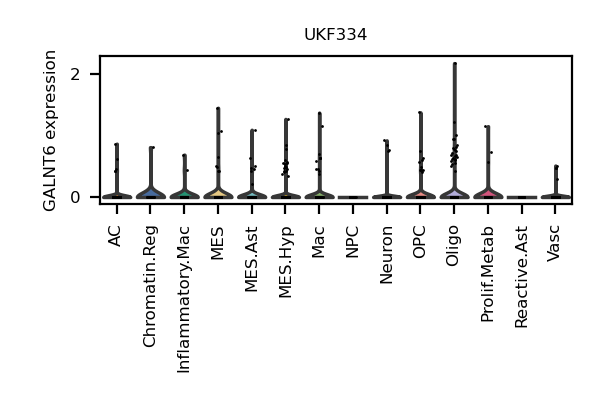 UKF334
GALNT6 expression
2
0
AC
Chromatin.Reg
Inflammatory.Mac
MES
MES.Ast
MES.Hyp
Mac
NPC
Neuron
OPC
Oligo
Prolif.Metab
Reactive.Ast
Vasc